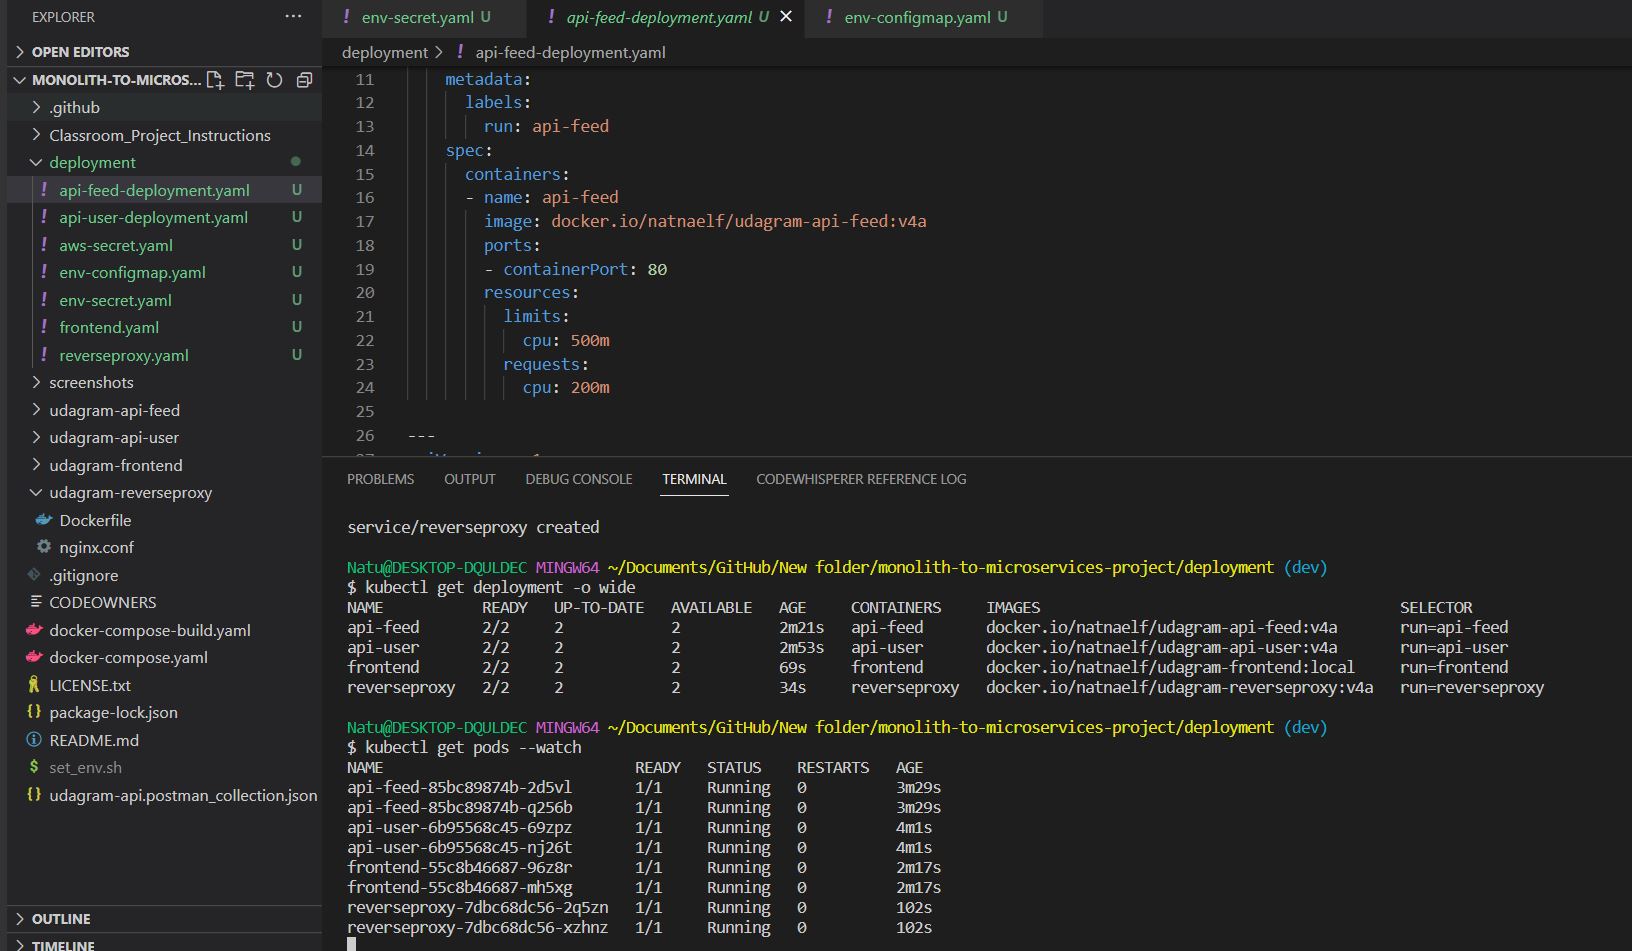 EXPLORER
OPEN EDITORS
MONOLITH-TO-MICROS...
.github
Classroom_Project_Instructions
deployment
api-feed-deployment.yaml U
api-user-deployment.yaml U
aws-secret.yaml U
env-configmap.yaml U
env-secret.yaml U
frontend.yaml U
reverseproxy.yaml U
screenshots
udagram-api-feed
udagram-api-user
udagram-frontend
udagram-reverseproxy
Dockerfile
nginx.conf
.gitignore
CODEOWNERS
docker-compose-build.yaml
docker-compose.yaml
LICENSE.txt
package-lock.json
README.md
set_env.sh
udagram-api.postman_collection.json
OUTLINE
TIMELINE
! env-secret.yaml U ! api-feed-deployment.yaml U ! env-configmap.yaml U
deployment > ! api-feed-deployment.yaml
11 metadata:
12 labels:
13 run: api-feed
14 spec:
15 containers:
16 - name: api-feed
17 image: docker.io/natnaelf/udagram-api-feed:v4a
18 ports:
19 - containerPort: 80
20 resources:
21 limits:
22 cpu: 500m
23 requests:
24 cpu: 200m
25
26 ---
PROBLEMS OUTPUT DEBUG CONSOLE TERMINAL CODEWHISPERER REFERENCE LOG
service/reverseproxy created
Natu@DESKTOP-DQULDEC MINGW64 ~/Documents/GitHub/New folder/monolith-to-microservices-project/deployment (dev)
$ kubectl get deployment -o wide
NAME READY UP-TO-DATE AVAILABLE AGE CONTAINERS IMAGES SELECTOR
api-feed 2/2 2 2 2m21s api-feed docker.io/natnaelf/udagram-api-feed:v4a run=api-feed
api-user 2/2 2 2 2m53s api-user docker.io/natnaelf/udagram-api-user:v4a run=api-user
frontend 2/2 2 2 69s frontend docker.io/natnaelf/udagram-frontend:local run=frontend
reverseproxy 2/2 2 2 34s reverseproxy docker.io/natnaelf/udagram-reverseproxy:v4a run=reverseproxy
Natu@DESKTOP-DQULDEC MINGW64 ~/Documents/GitHub/New folder/monolith-to-microservices-project/deployment (dev)
$ kubectl get pods --watch
NAME READY STATUS RESTARTS AGE
api-feed-85bc89874b-2d5vl 1/1 Running 0 3m29s
api-feed-85bc89874b-q256b 1/1 Running 0 3m29s
api-user-6b95568c45-69zpz 1/1 Running 0 4m1s
api-user-6b95568c45-nj26t 1/1 Running 0 4m1s
frontend-55c8b46687-96z8r 1/1 Running 0 2m17s
frontend-55c8b46687-mh5xg 1/1 Running 0 2m17s
reverseproxy-7dbc68dc56-2q5zn 1/1 Running 0 102s
reverseproxy-7dbc68dc56-xzhnz 1/1 Running 0 102s